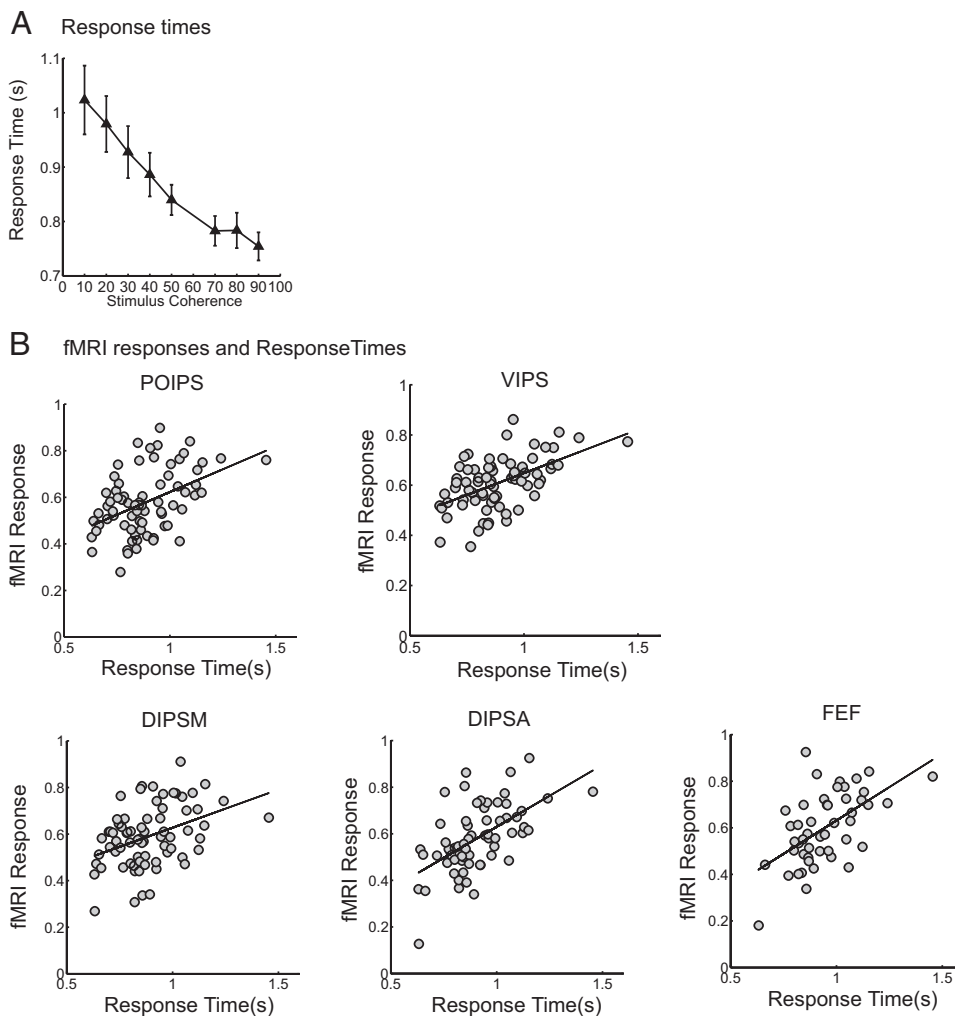 A Response times
1.1
1
0.9
0.8
0.7
Response Time (s)
0 10 20 30 40 50 60 70 80 90 100
Stimulus Coherence
B fMRI responses and ResponseTimes
POIPS
1
0.8
0.6
0.4
0.2
0
fMRI Response
0.5 1 1.5
Response Time(s)
VIPS
1
0.8
0.6
0.4
0.2
0
fMRI Response
0.5 1 1.5
Response Time(s)
DIPSM
1
0.8
0.6
0.4
0.2
0
fMRI Response
0.5 1 1.5
Response Time(s)
DIPSA
1
0.8
0.6
0.4
0.2
0
fMRI Response
0.5 1 1.5
Response Time(s)
FEF
1
0.8
0.6
0.4
0.2
0
fMRI Response
0.5 1 1.5
Response Time(s)